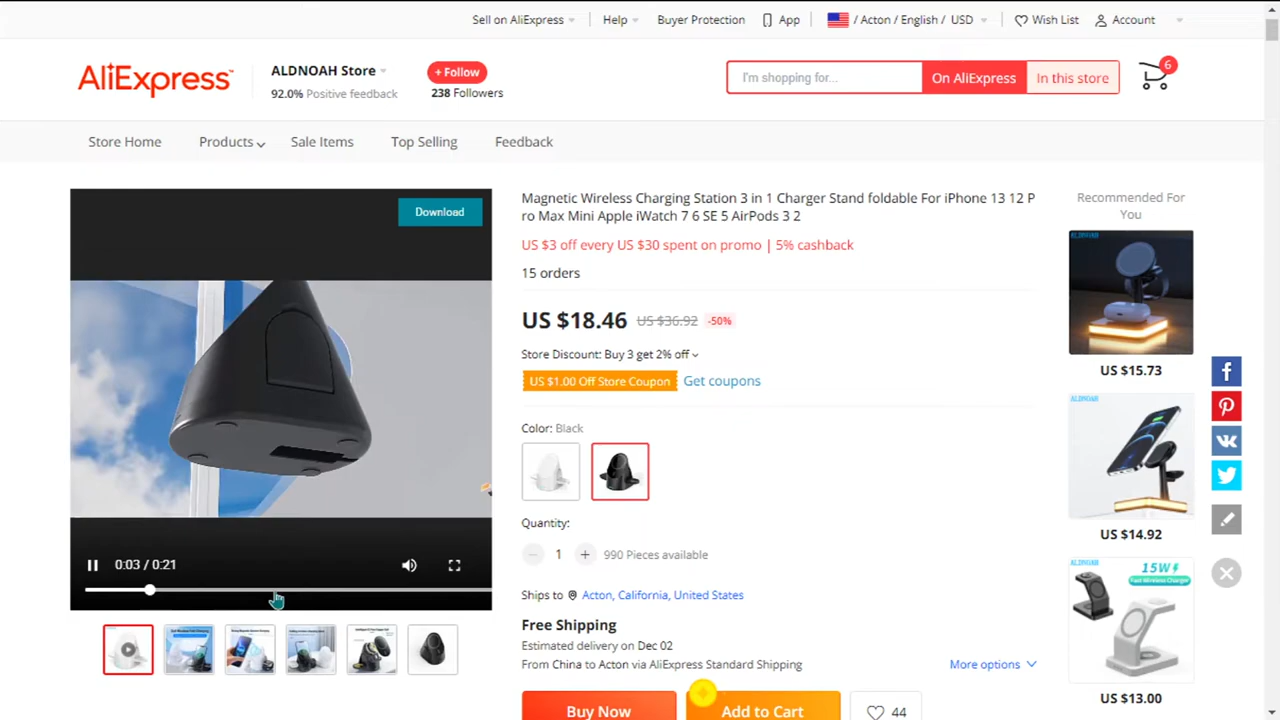 Sell on AliExpress
Help
Buyer Protection
App
/ Acton / English / USD
Wish List
Account
AliExpress
ALDNOAH Store
92.0% Positive feedback
+ Follow
238 Followers
I'm shopping for...
On AliExpress
In this store
6
Store Home
Products
Sale Items
Top Selling
Feedback
Download
0:03 / 0:21
Magnetic Wireless Charging Station 3 in 1 Charger Stand foldable For iPhone 13 12 P
ro Max Mini Apple iWatch 7 6 SE 5 AirPods 3 2
US $3 off every US $30 spent on promo | 5% cashback
15 orders
US $18.46 US $36.92 -50%
Store Discount: Buy 3 get 2% off
US $1.00 Off Store Coupon
Get coupons
Color: Black
Quantity:
1
990 Pieces available
Ships to
Acton, California, United States
Free Shipping
Estimated delivery on Dec 02
From China to Acton via AliExpress Standard Shipping
More options
Buy Now
Add to Cart
44
Recommended For
You
ALDNOAH
US $15.73
ALDNOAH
US $14.92
ALDNOAH
15W
Fast Wireless Charger
US $13.00